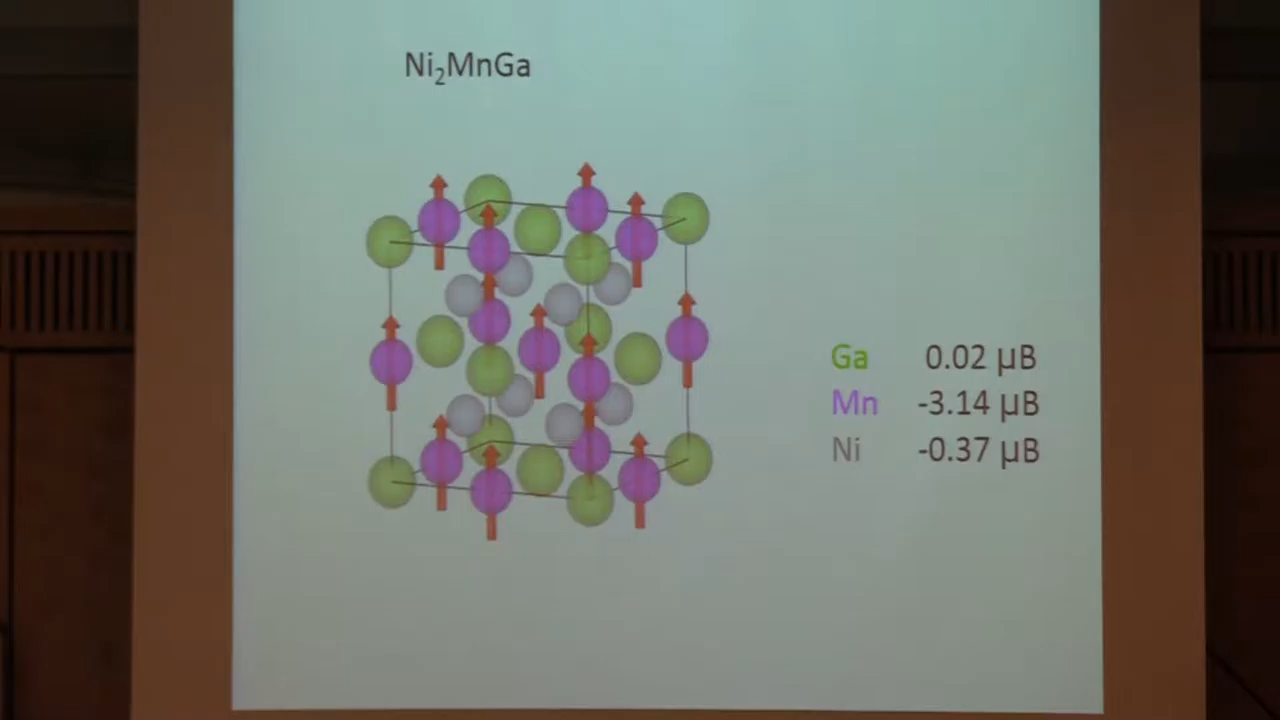 Ni₂MnGa
Ga 0.02 µB
Mn -3.14 µB
Ni -0.37 µB